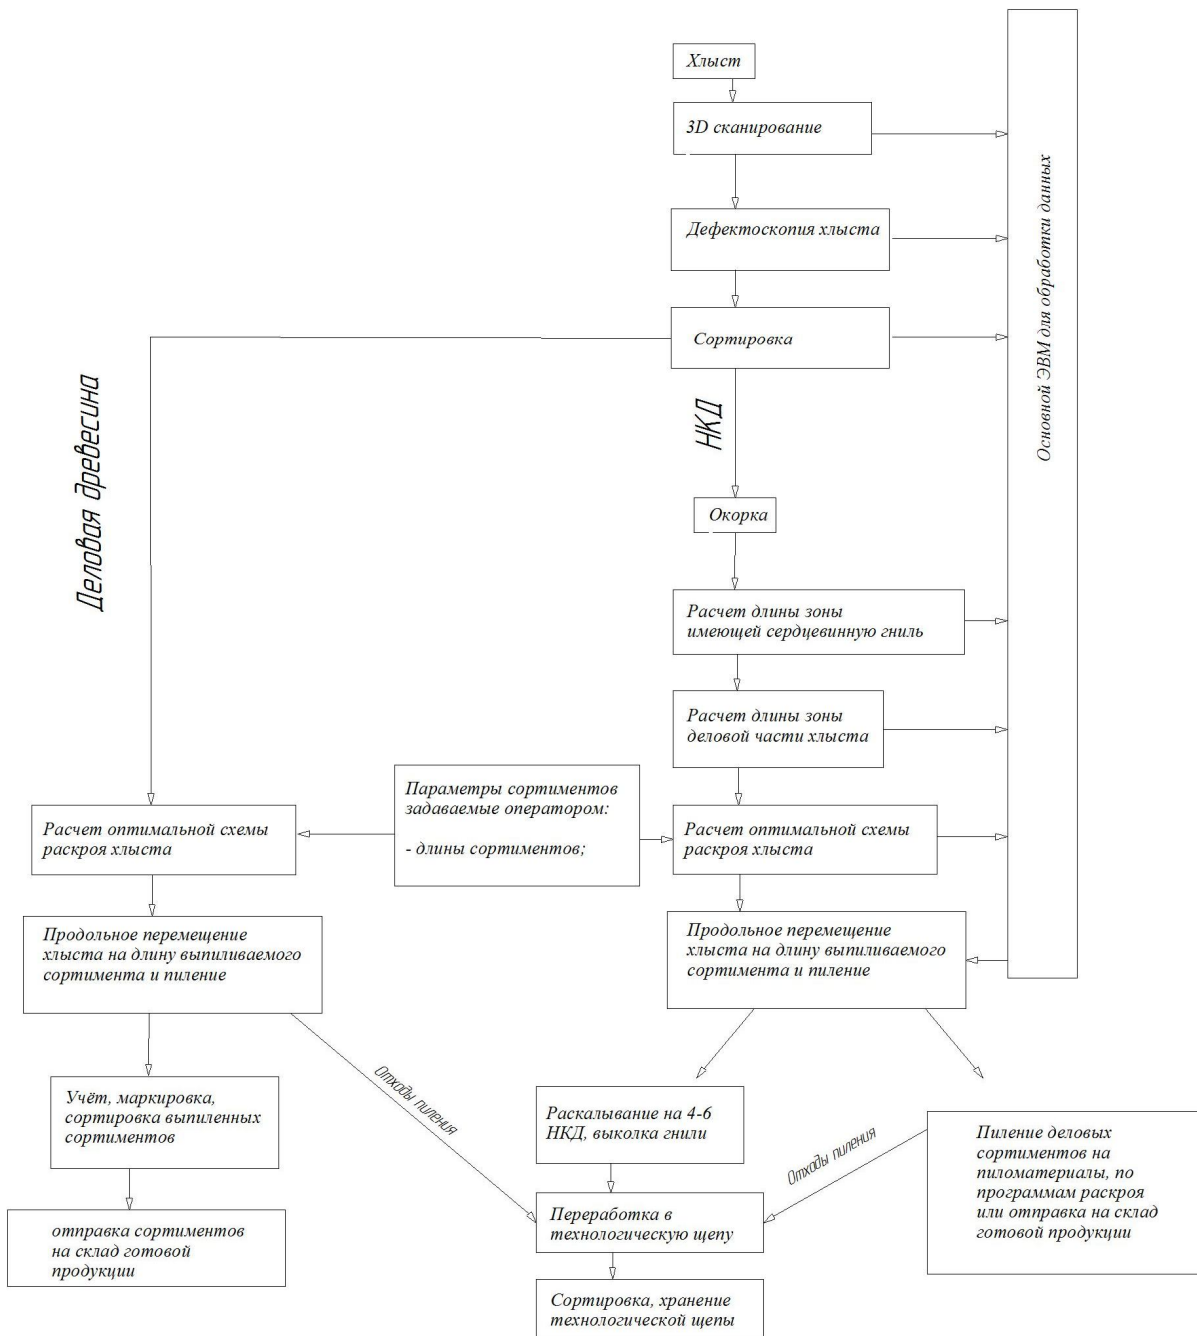 Хлыст
3D сканирование
Дефектоскопия хлыста
Сортировка
Основной ЭВМ для обработки данных
Деловая древесина
НКД
Окорка
Расчет длины зоны
имеющей сердцевинную гниль
Расчет длины зоны
деловой части хлыста
Параметры сортиментов
задаваемые оператором:
- длины сортиментов;
Расчет оптимальной схемы
раскроя хлыста
Расчет оптимальной схемы
раскроя хлыста
Продольное перемещение
хлыста на длину выпиливаемого
сортимента и пиление
Продольное перемещение
хлыста на длину выпиливаемого
сортимента и пиление
Отходы пиления
Учёт, маркировка,
сортировка выпиленных
сортиментов
Раскалывание на 4-6
НКД, выколка гнили
Отходы пиления
Пиление деловых
сортиментов на
пиломатериалы, по
программам раскроя
или отправка на склад
готовой продукции
отправка сортиментов
на склад готовой
продукции
Переработка в
технологическую щепу
Сортировка, хранение
технологической щепы